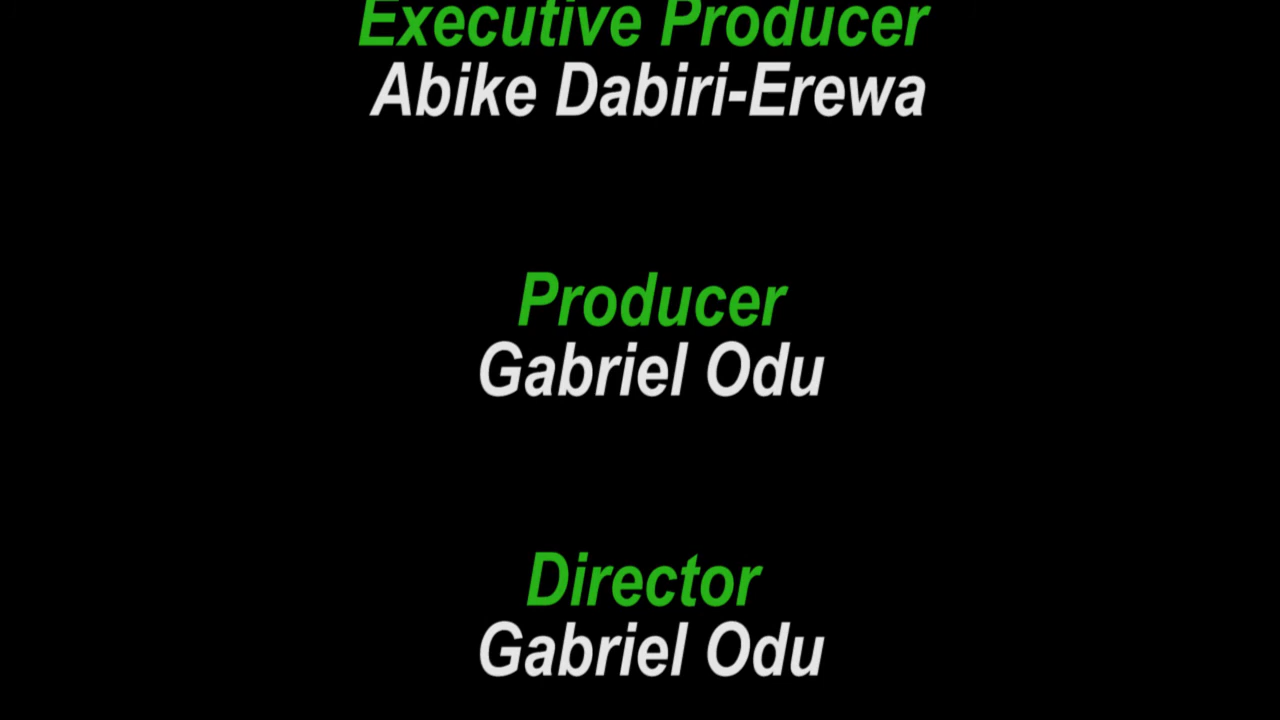 Executive Producer
Abike Dabiri-Erewa
Producer
Gabriel Odu
Director
Gabriel Odu